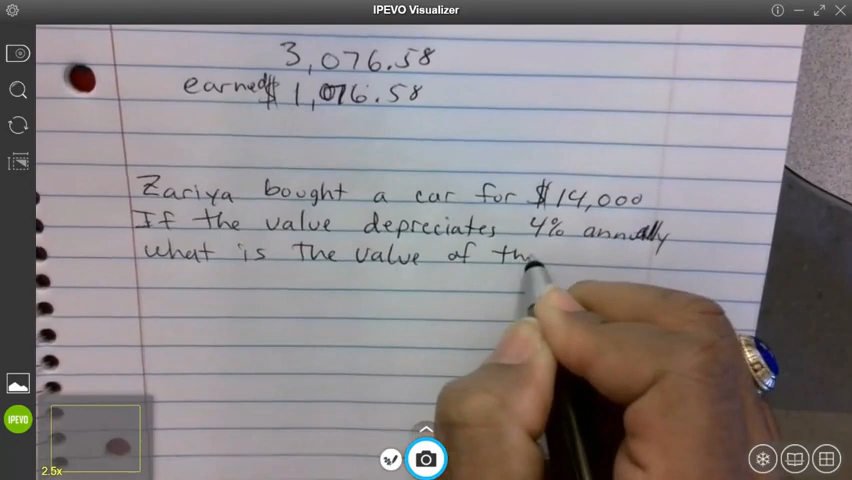 IPEVO Visualizer
3,076.58
earned $1,076.58
Zariya bought a car for $14,000
If the value depreciates 4% annually
what is the value of th
IPEVO
2.5x